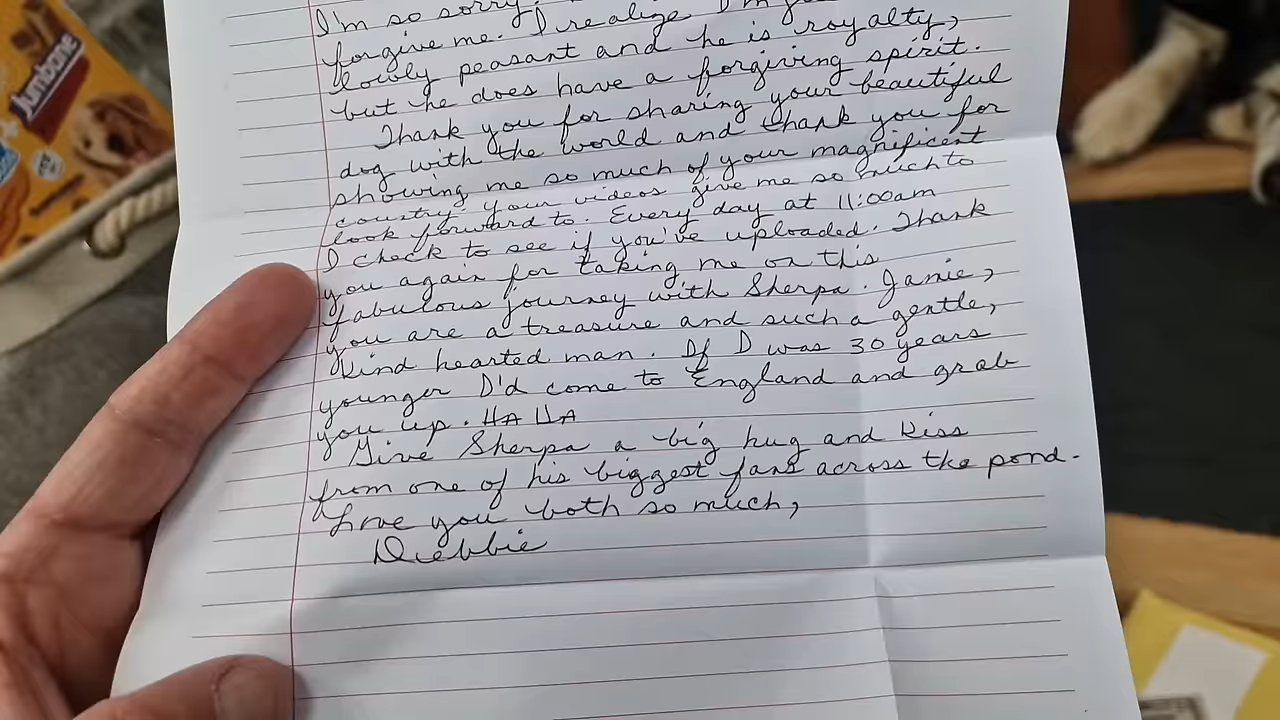 Jumbone
I'm so sorry.
forgive me. I realize I'm
lowly peasant and he is royalty,
but he does have a forgiving spirit.
Thank you for sharing your beautiful
dog with the world and thank you for
showing me so much of your magnificent
country. your videos give me so much to
look forward to. Every day at 11:00am
I check to see if you've uploaded. Thank
you again for taking me on this
fabulous journey with Sherpa. Jamie,
you are a treasure and such a gentle,
kind hearted man. If I was 30 years
younger I'd come to England and grab
you up. HA HA
Give Sherpa a big hug and kiss
from one of his biggest fans across the pond.
Love you both so much,
Debbie